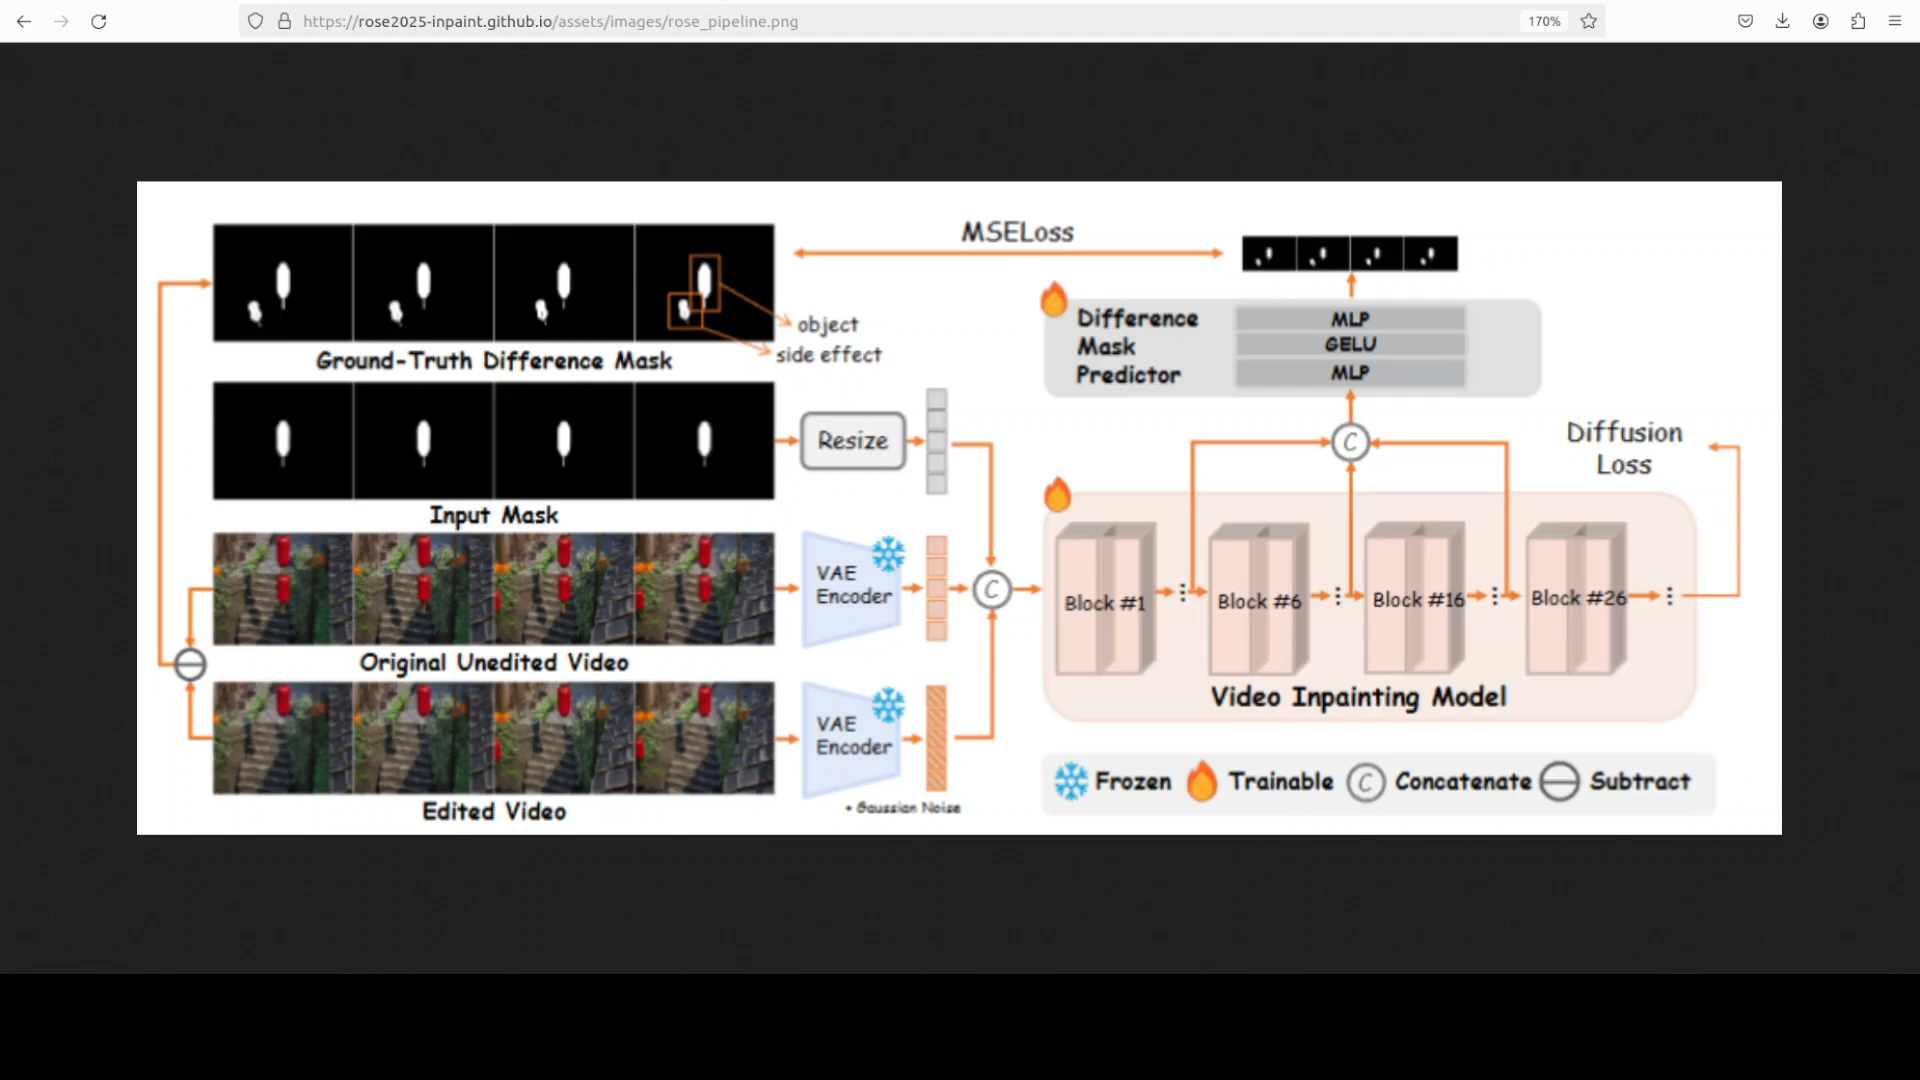 https://rose2025-inpaint.github.io/assets/images/rose_pipeline.png
170%
MSELoss
object
side effect
Ground-Truth Difference Mask
Difference
Mask
Predictor
MLP
GELU
MLP
C
Resize
Input Mask
Diffusion
Loss
VAE
Encoder
C
Block #1
Block #6
Block #16
Block #26
Original Unedited Video
Video Inpainting Model
VAE
Encoder
Edited Video
+ Gaussian Noise
Frozen
Trainable
C
Concatenate
Subtract